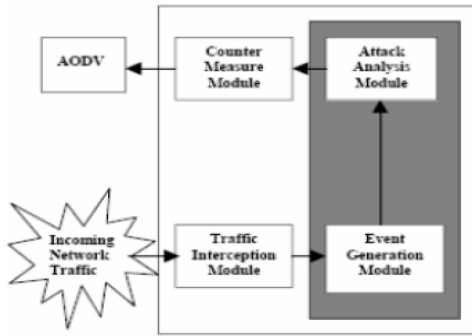 AODV
Counter
Measure
Module
Attack
Analysis
Module
Incoming
Network
Traffic
Traffic
Interception
Module
Event
Generation
Module